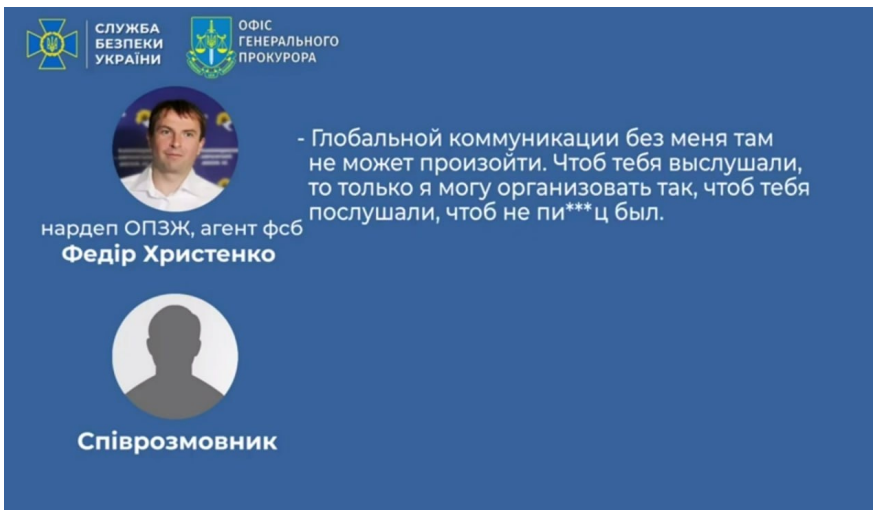 СЛУЖБА
БЕЗПЕКИ
УКРАЇНИ
ОФІС
ГЕНЕРАЛЬНОГО
ПРОКУРОРА
- Глобальной коммуникации без меня там
не может произойти. Чтоб тебя выслушали,
то только я могу организовать так, чтоб тебя
послушали, чтоб не пи***ц был.
нардеп ОПЗЖ, агент фсб
Федір Христенко
Співрозмовник